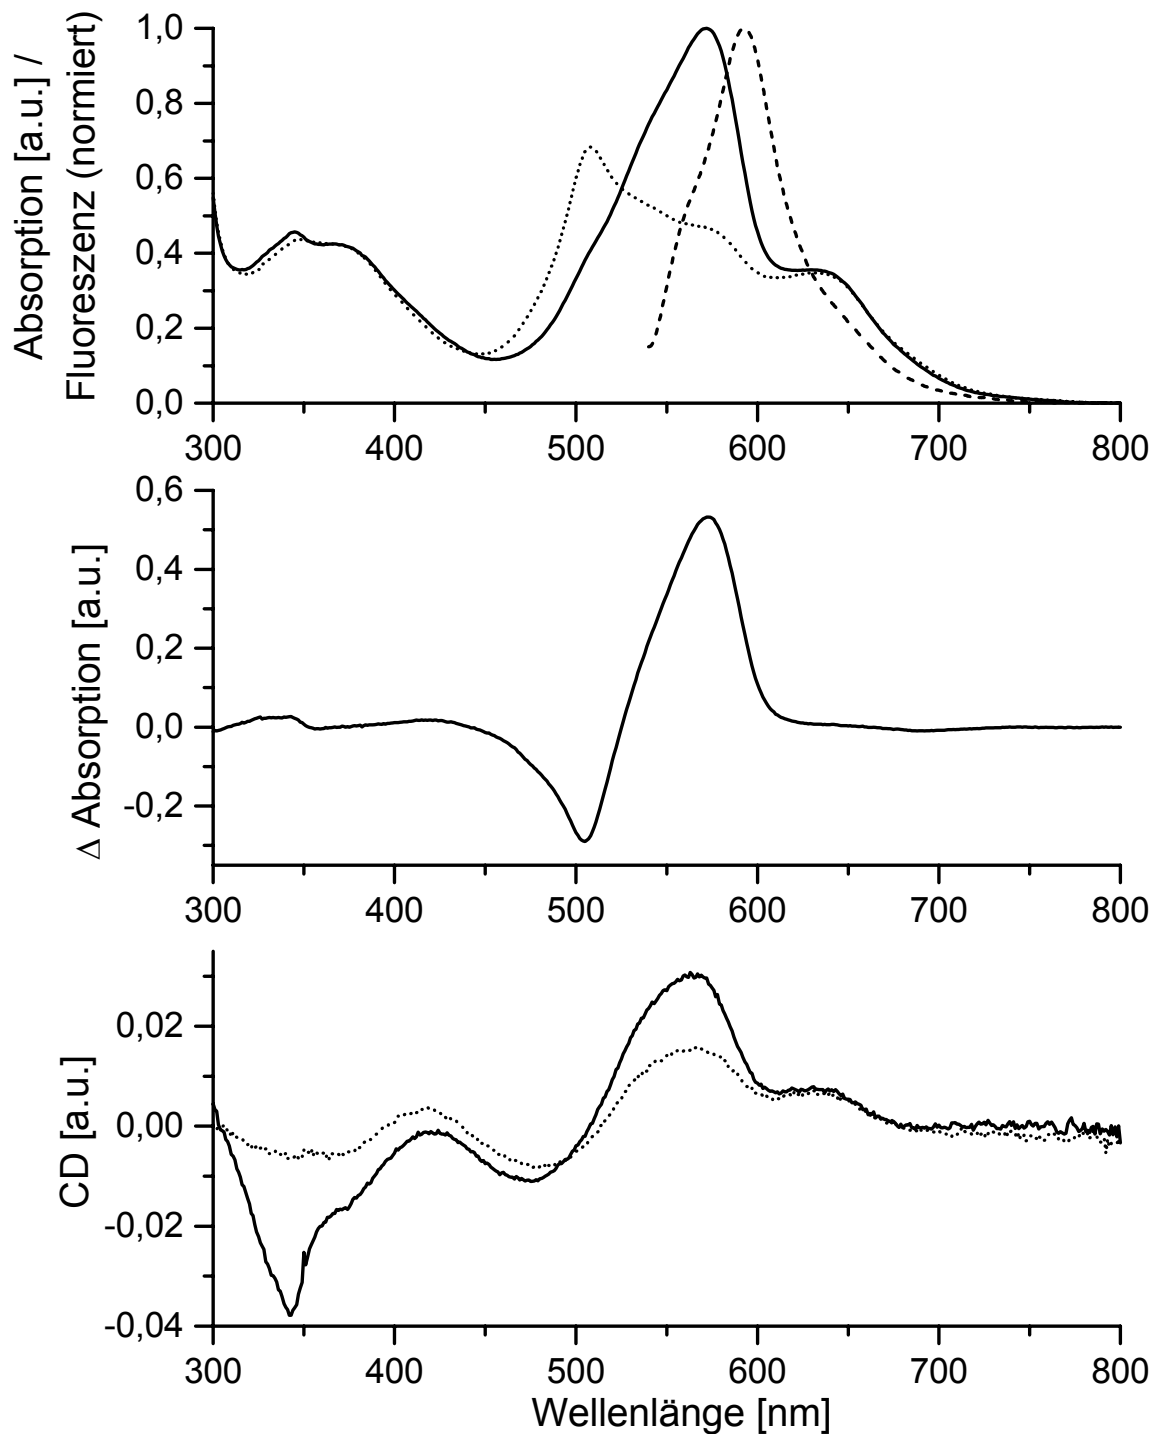 Absorption [a.u.] /
Fluoreszenz (normiert)
1,0
0,8
0,6
0,4
0,2
0,0
300 400 500 600 700 800
Δ Absorption [a.u.]
0,6
0,4
0,2
0,0
-0,2
300 400 500 600 700 800
CD [a.u.]
0,02
0,00
-0,02
-0,04
300 400 500 600 700 800
Wellenlänge [nm]